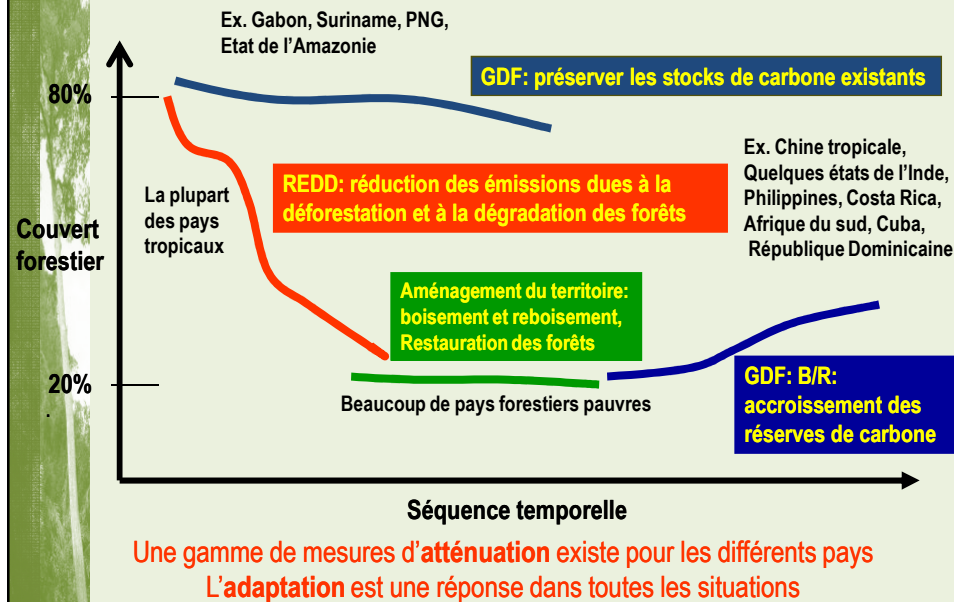 Ex. Gabon, Suriname, PNG,
Etat de l’Amazonie
GDF: préserver les stocks de carbone existants
80%
Ex. Chine tropicale,
Quelques états de l’Inde,
Philippines, Costa Rica,
Afrique du sud, Cuba,
République Dominicaine
REDD: réduction des émissions dues à la
déforestation et à la dégradation des forêts
La plupart
des pays
tropicaux
Couvert
forestier
Aménagement du territoire:
boisement et reboisement,
Restauration des forêts
20%
.
Beaucoup de pays forestiers pauvres
GDF: B/R:
accroissement des
réserves de carbone
Séquence temporelle
Une gamme de mesures d’atténuation existe pour les différents pays
L’adaptation est une réponse dans toutes les situations